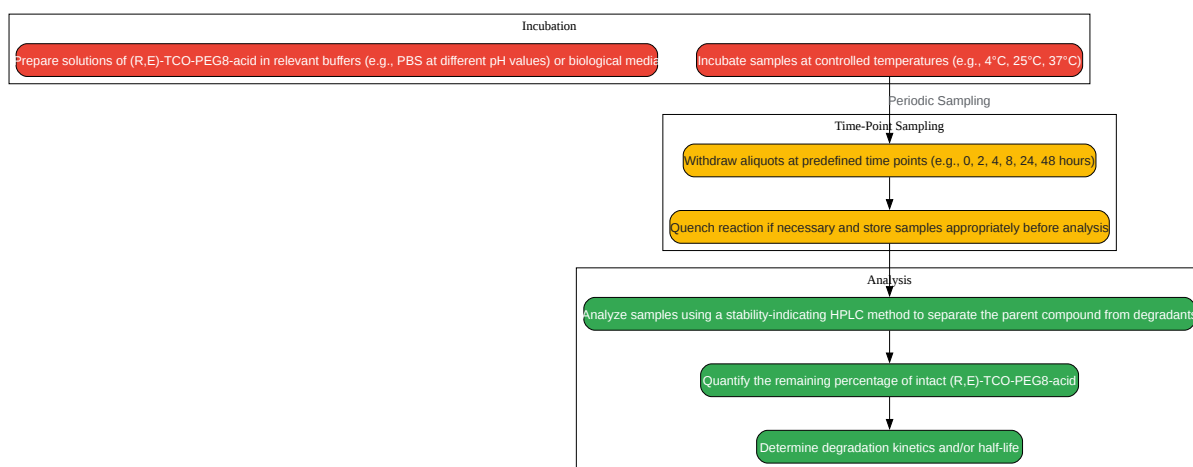 Incubation
Prepare solutions of (R,E)-TCO-PEG8-acid in relevant buffers (e.g., PBS at different pH values) or biological media
Incubate samples at controlled temperatures (e.g., 4°C, 25°C, 37°C)
Periodic Sampling
Time-Point Sampling
Withdraw aliquots at predefined time points (e.g., 0, 2, 4, 8, 24, 48 hours)
Quench reaction if necessary and store samples appropriately before analysis
Analysis
Analyze samples using a stability-indicating HPLC method to separate the parent compound from degradants
Quantify the remaining percentage of intact (R,E)-TCO-PEG8-acid
Determine degradation kinetics and/or half-life